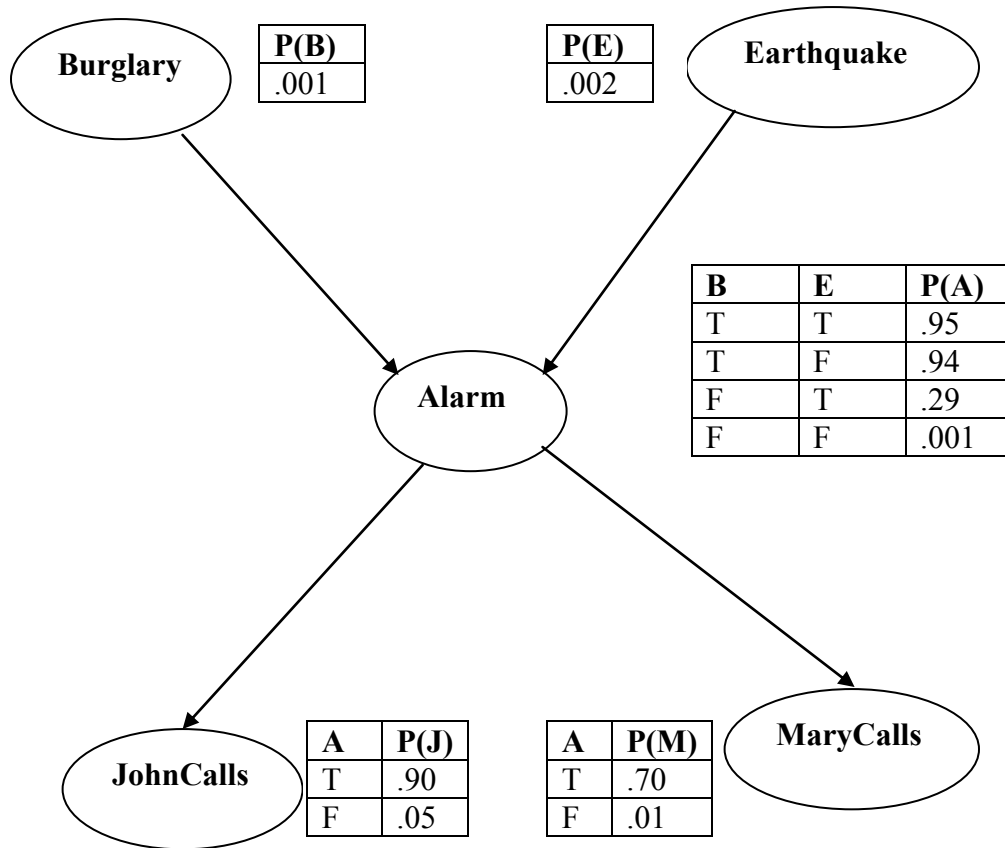 Burglary
P(B)
.001
P(E)
.002
Earthquake
B E P(A)
T T .95
T F .94
F T .29
F F .001
Alarm
JohnCalls
A P(J)
T .90
F .05
A P(M)
T .70
F .01
MaryCalls